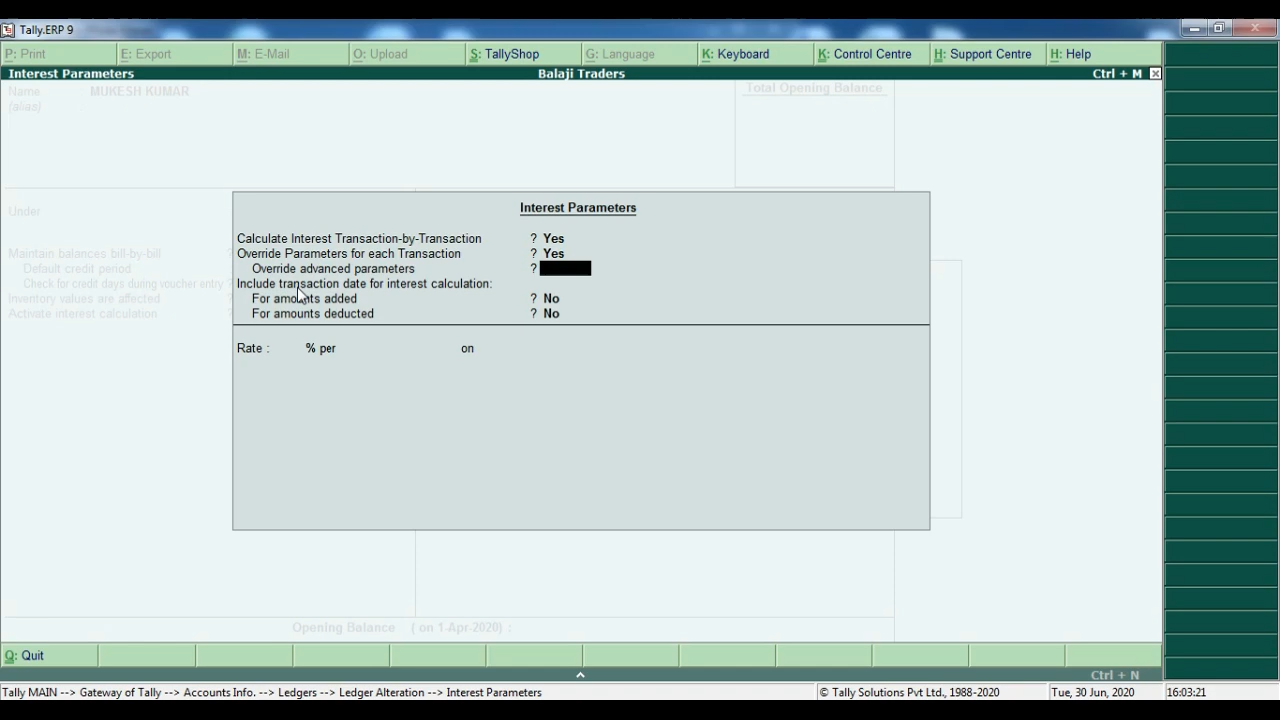 Tally.ERP 9
P: Print E: Export M: E-Mail O: Upload S: TallyShop G: Language K: Keyboard K: Control Centre H: Support Centre H: Help
Interest Parameters Balaji Traders Ctrl + M
Name MUKESH KUMAR Total Opening Balance
(alias)
Under
Maintain balances bill-by-bill ?
Default credit period
Check for credit days during voucher entry ?
Inventory values are affected ?
Activate interest calculation ?
Interest Parameters
Calculate Interest Transaction-by-Transaction ? Yes
Override Parameters for each Transaction ? Yes
Override advanced parameters ?
Include transaction date for interest calculation:
For amounts added ? No
For amounts deducted ? No
Rate : % per on
Opening Balance ( on 1-Apr-2020) :
Q: Quit
Ctrl + N
Tally MAIN --> Gateway of Tally --> Accounts Info. --> Ledgers --> Ledger Alteration --> Interest Parameters © Tally Solutions Pvt Ltd., 1988-2020 Tue, 30 Jun, 2020 16:03:21